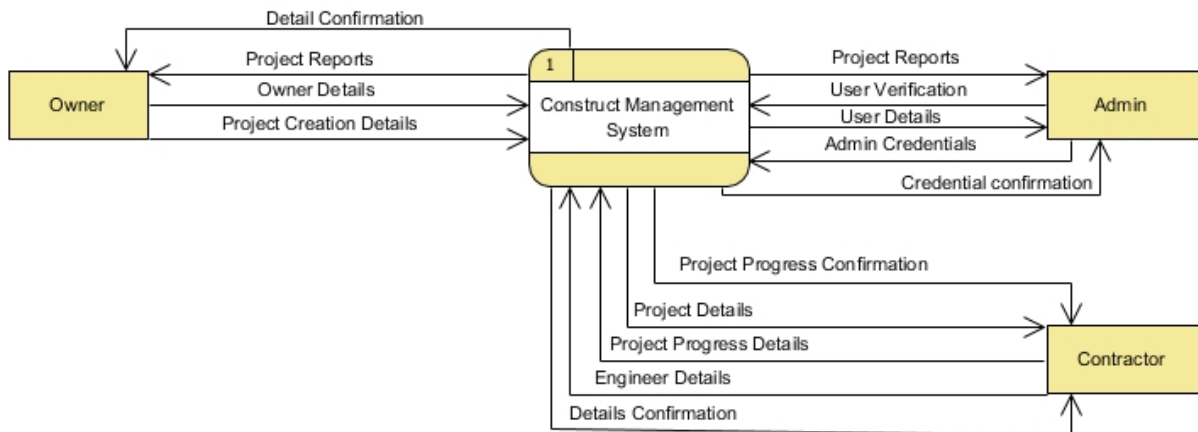 Detail Confirmation
Project Reports
Owner Details
Project Creation Details
Owner
1
Construct Management
System
Project Reports
User Verification
User Details
Admin Credentials
Credential confirmation
Admin
Project Progress Confirmation
Project Details
Project Progress Details
Engineer Details
Details Confirmation
Contractor